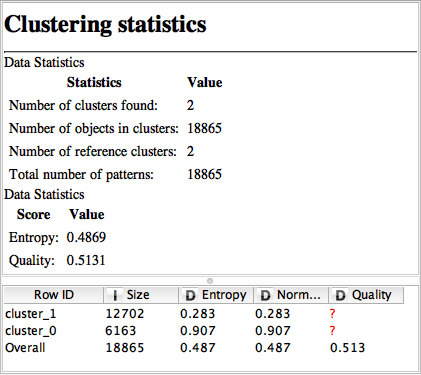 Clustering statistics
Data Statistics
Statistics Value
Number of clusters found: 2
Number of objects in clusters: 18865
Number of reference clusters: 2
Total number of patterns: 18865
Data Statistics
Score Value
Entropy: 0.4869
Quality: 0.5131
Row ID I Size D Entropy D Norm... D Quality
cluster_1 12702 0.283 0.283 ?
cluster_0 6163 0.907 0.907 ?
Overall 18865 0.487 0.487 0.513